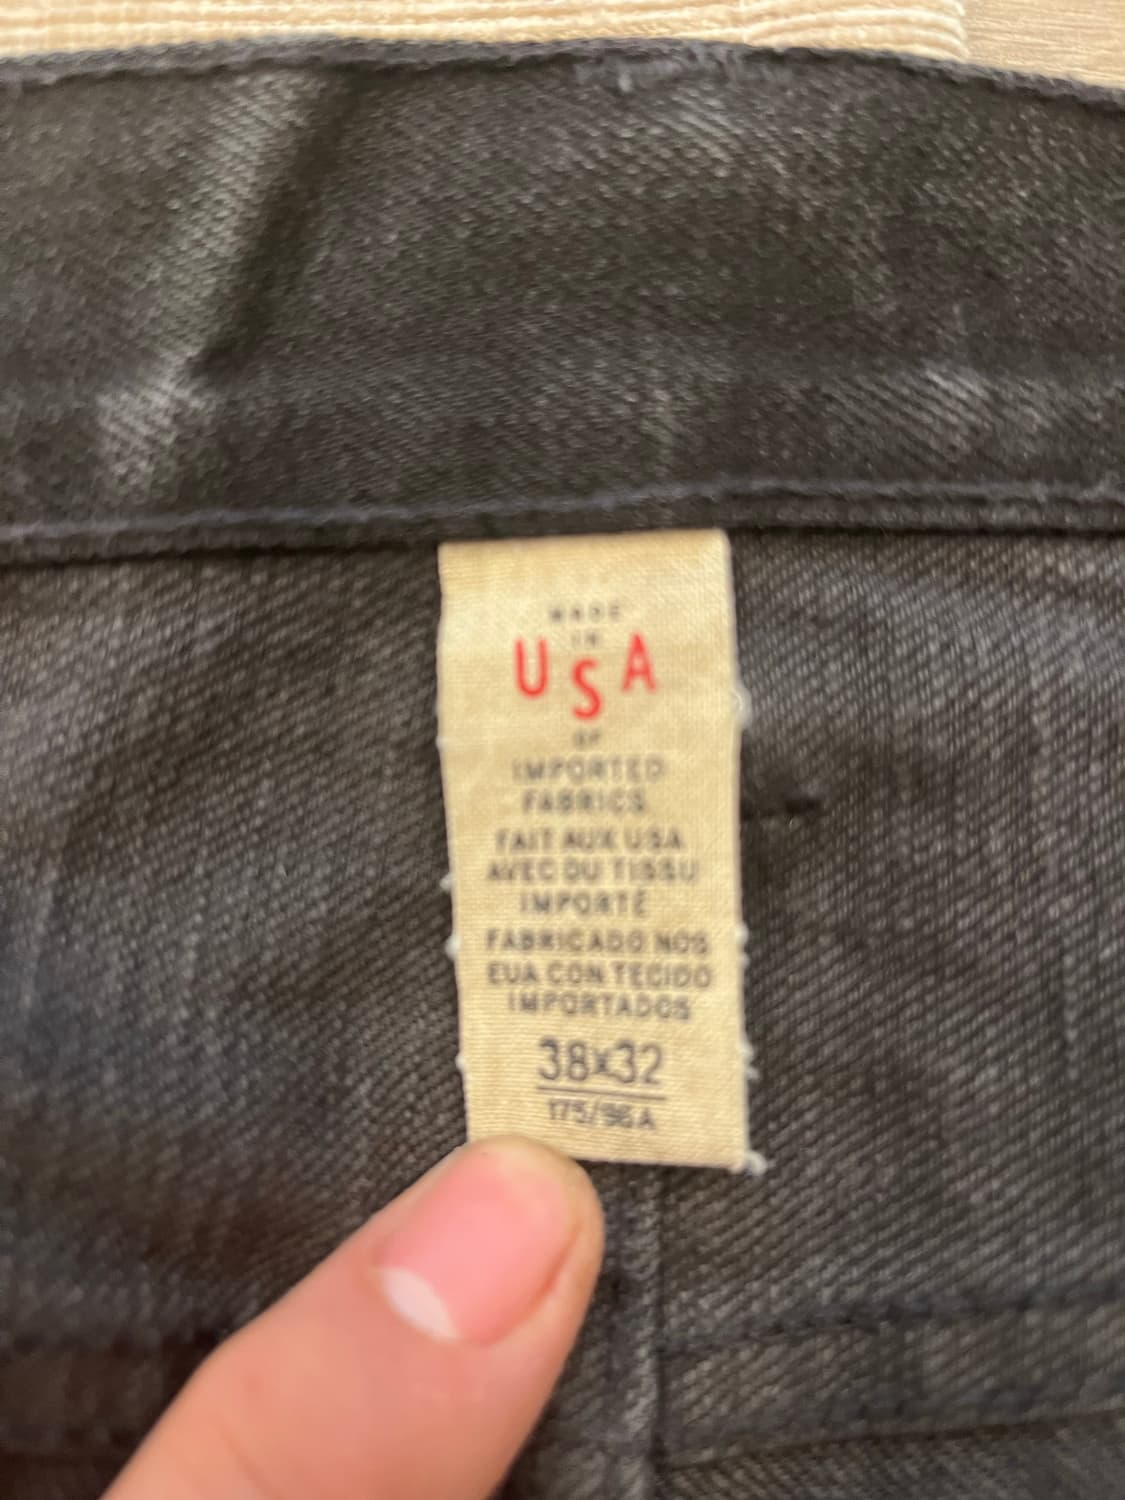 MADE
IN
USA
OF
IMPORTED
FABRICS
FAIT AUX USA
AVEC DU TISSU
IMPORTÉ
FABRICADO NOS
EUA CON TECIDO
IMPORTADOS
38x32
175/96A